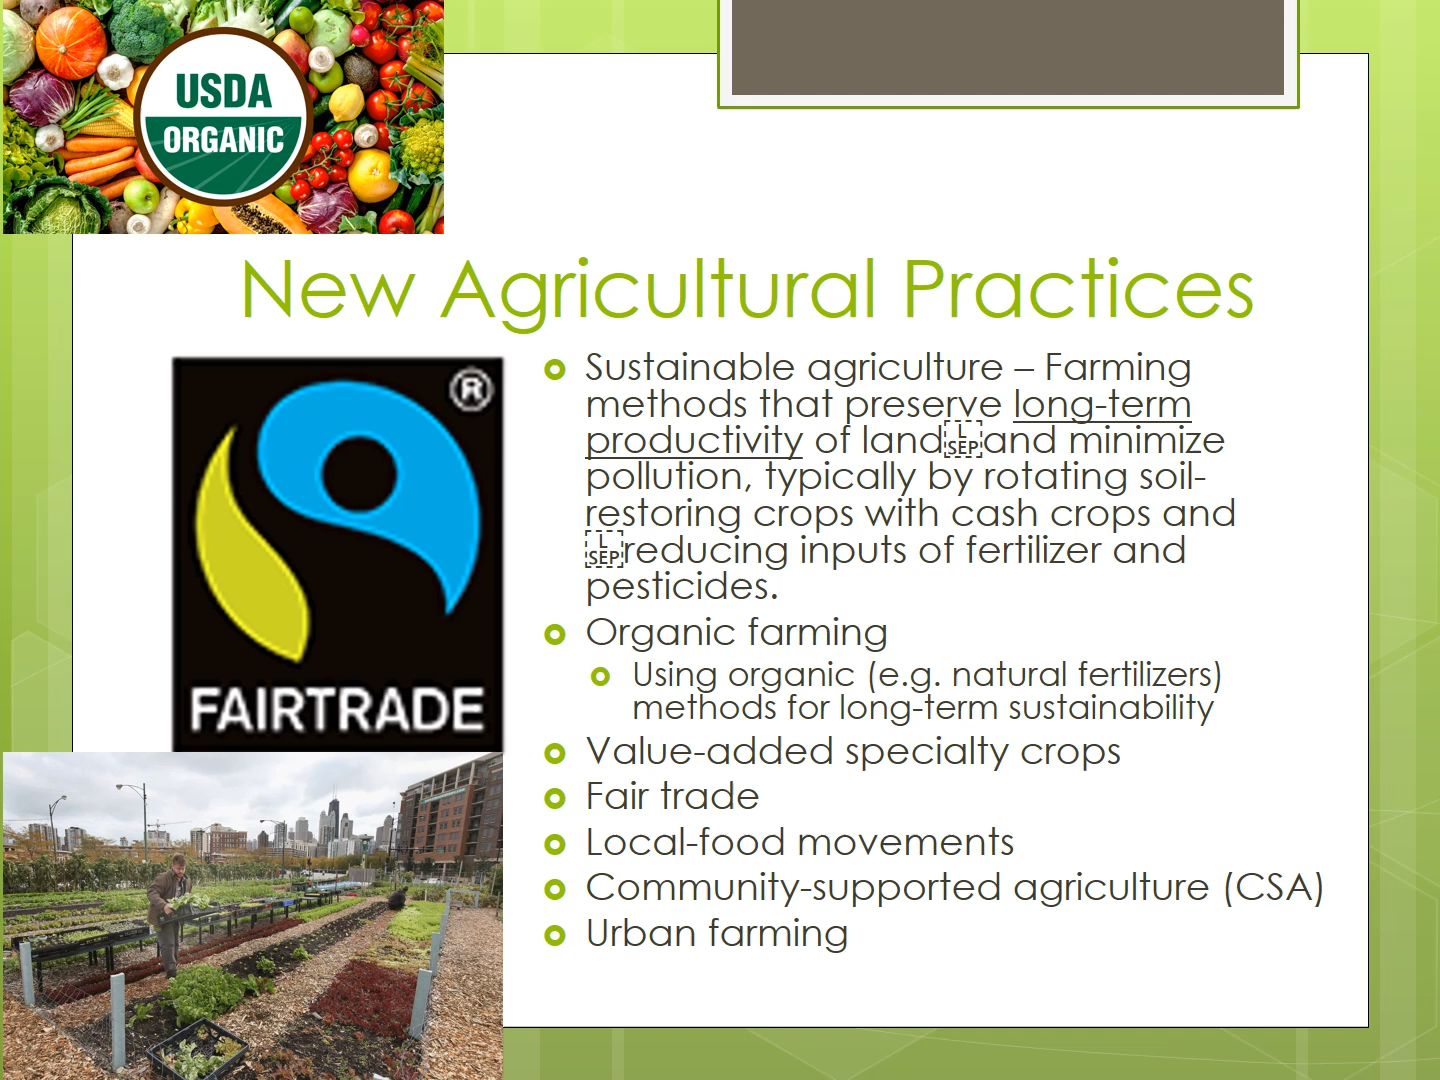 USDA
ORGANIC
New Agricultural Practices
®
FAIRTRADE
Sustainable agriculture – Farming
methods that preserve long-term
productivity of land L SEP and minimize
pollution, typically by rotating soil-
restoring crops with cash crops and
L SEP reducing inputs of fertilizer and
pesticides.
Organic farming
Using organic (e.g. natural fertilizers)
methods for long-term sustainability
Value-added specialty crops
Fair trade
Local-food movements
Community-supported agriculture (CSA)
Urban farming